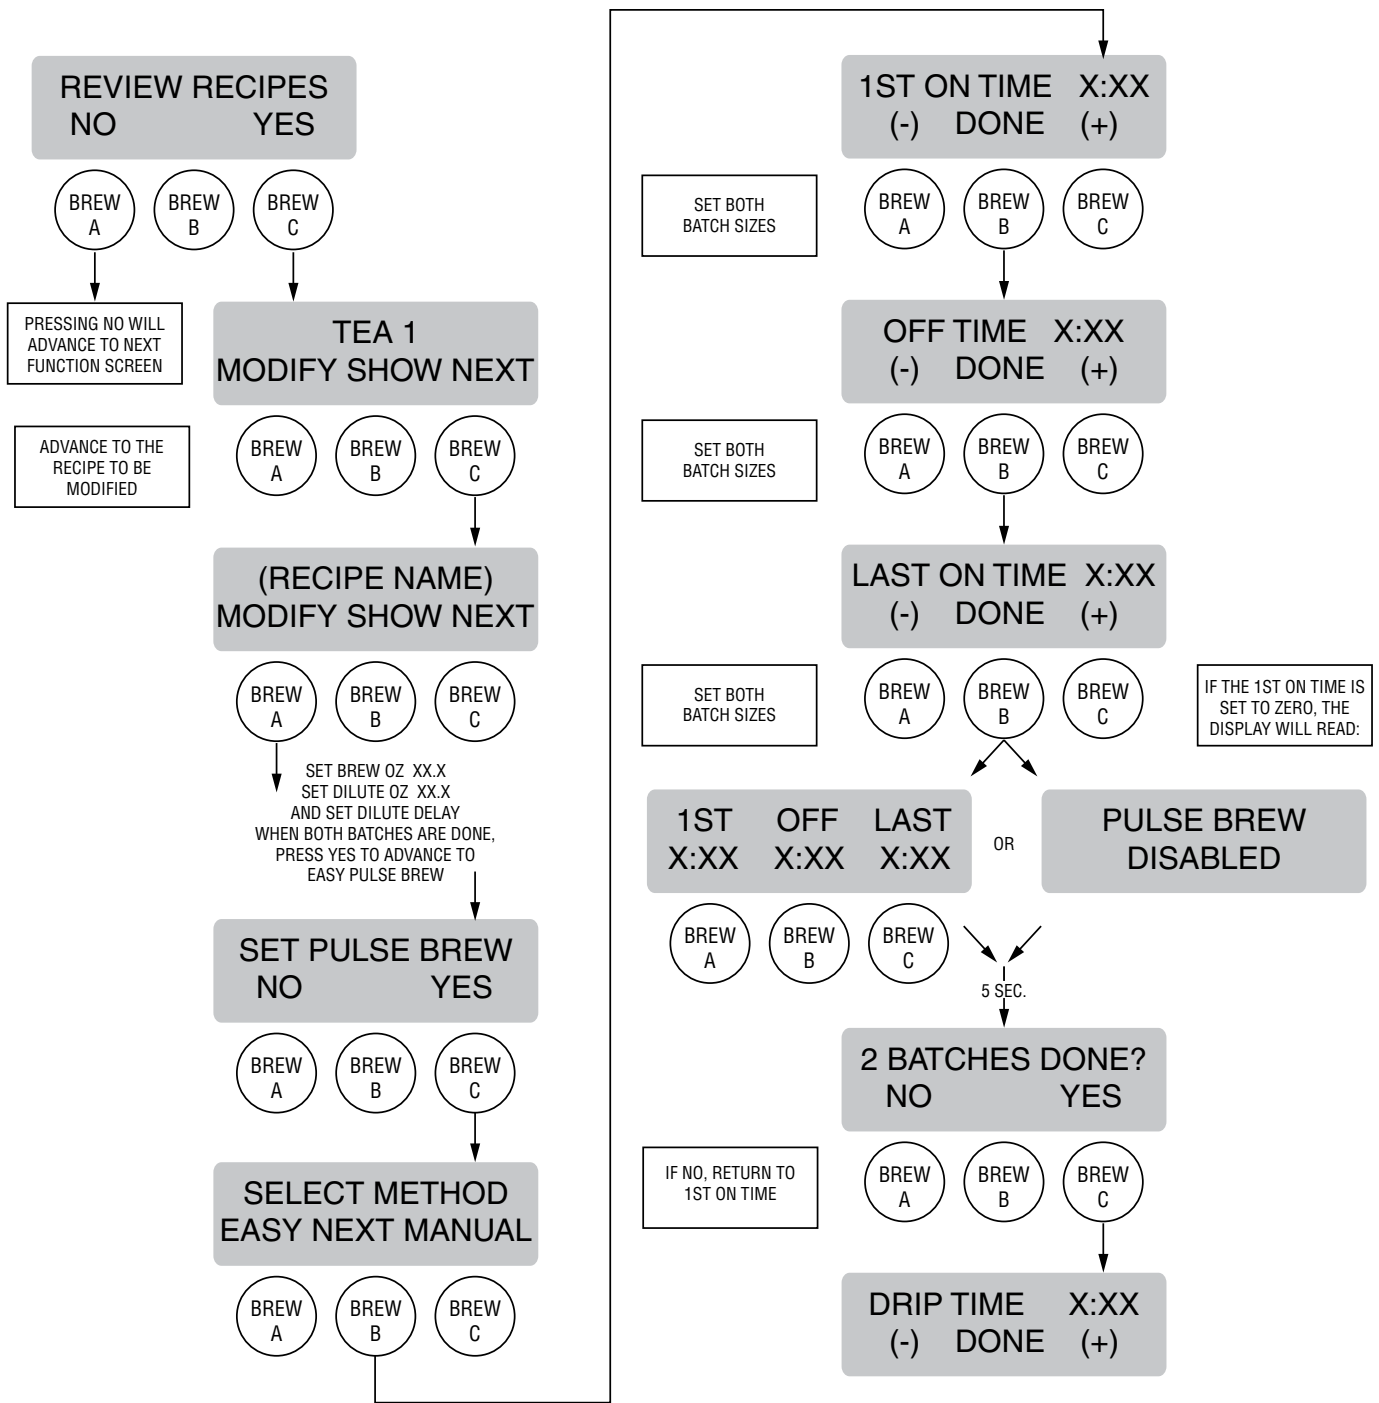 REVIEW RECIPES
NO YES
BREW
A
BREW
B
BREW
C
PRESSING NO WILL
ADVANCE TO NEXT
FUNCTION SCREEN
TEA 1
MODIFY SHOW NEXT
ADVANCE TO THE
RECIPE TO BE
MODIFIED
BREW
A
BREW
B
BREW
C
(RECIPE NAME)
MODIFY SHOW NEXT
BREW
A
BREW
B
BREW
C
SET BREW OZ XX.X
SET DILUTE OZ XX.X
AND SET DILUTE DELAY
WHEN BOTH BATCHES ARE DONE,
PRESS YES TO ADVANCE TO
EASY PULSE BREW
SET PULSE BREW
NO YES
BREW
A
BREW
B
BREW
C
SELECT METHOD
EASY NEXT MANUAL
BREW
A
BREW
B
BREW
C
1ST ON TIME X:XX
(-) DONE (+)
SET BOTH
BATCH SIZES
BREW
A
BREW
B
BREW
C
OFF TIME X:XX
(-) DONE (+)
SET BOTH
BATCH SIZES
BREW
A
BREW
B
BREW
C
LAST ON TIME X:XX
(-) DONE (+)
SET BOTH
BATCH SIZES
BREW
A
BREW
B
BREW
C
IF THE 1ST ON TIME IS
SET TO ZERO, THE
DISPLAY WILL READ:
1ST OFF LAST
X:XX X:XX X:XX
OR
PULSE BREW
DISABLED
BREW
A
BREW
B
BREW
C
5 SEC.
2 BATCHES DONE?
NO YES
IF NO, RETURN TO
1ST ON TIME
BREW
A
BREW
B
BREW
C
DRIP TIME X:XX
(-) DONE (+)